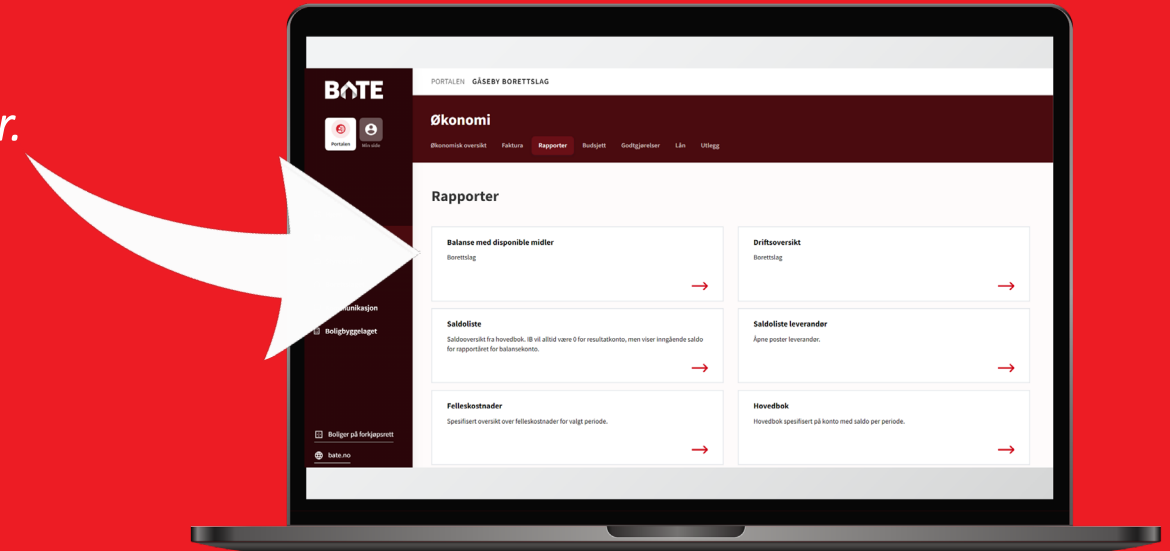 r.
BATE
PORTALEN GÅSEBY BORETTSLAG
Portalen Min side
Økonomi
Økonomisk oversikt Faktura Rapporter Budsjett Godtgjørelser Lån Utlegg
Rapporter
Balanse med disponible midler
Borettslag
Driftsoversikt
Borettslag
unikasjon
Boligbyggelaget
Saldoliste
Saldooversikt fra hovedbok. IB vil alltid være 0 for resultatkonto, men viser inngående saldo
for rapportåret for balansekonto.
Saldoliste leverandør
Åpne poster leverandør.
Felleskostnader
Spesifisert oversikt over felleskostnader for valgt periode.
Hovedbok
Hovedbok spesifisert på konto med saldo per periode.
Boliger på forkjøpsrett
bate.no